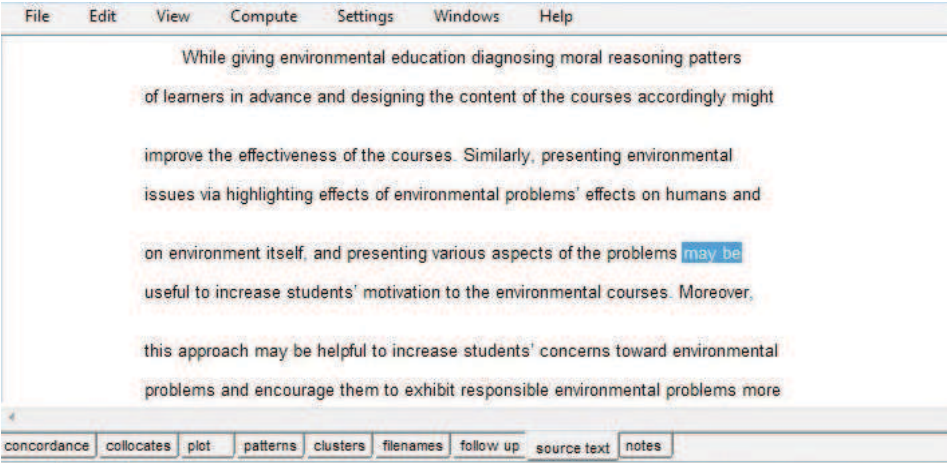 File Edit View Compute Settings Windows Help
While giving environmental education diagnosing moral reasoning patters
of learners in advance and designing the content of the courses accordingly might
improve the effectiveness of the courses. Similarly, presenting environmental
issues via highlighting effects of environmental problems' effects on humans and
on environment itself, and presenting various aspects of the problems may be
useful to increase students' motivation to the environmental courses. Moreover,
this approach may be helpful to increase students' concerns toward environmental
problems and encourage them to exhibit responsible environmental problems more
concordance collocates plot patterns clusters filenames follow up source text notes